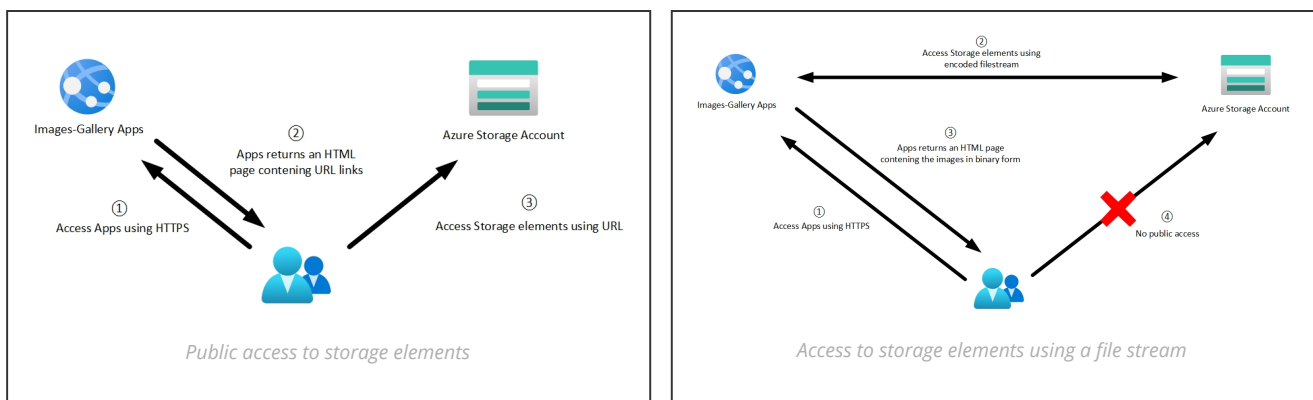 Images-Gallery Apps
Azure Storage Account
②
Apps returns an HTML
page contening URL links
①
Access Apps using HTTPS
③
Access Storage elements using URL
Public access to storage elements
②
Access Storage elements using
encoded filestream
Images-Gallery Apps
Azure Storage Account
③
Apps returns an HTML page
contening the images in binary form
①
Access Apps using HTTPS
④
No public access
Access to storage elements using a file stream